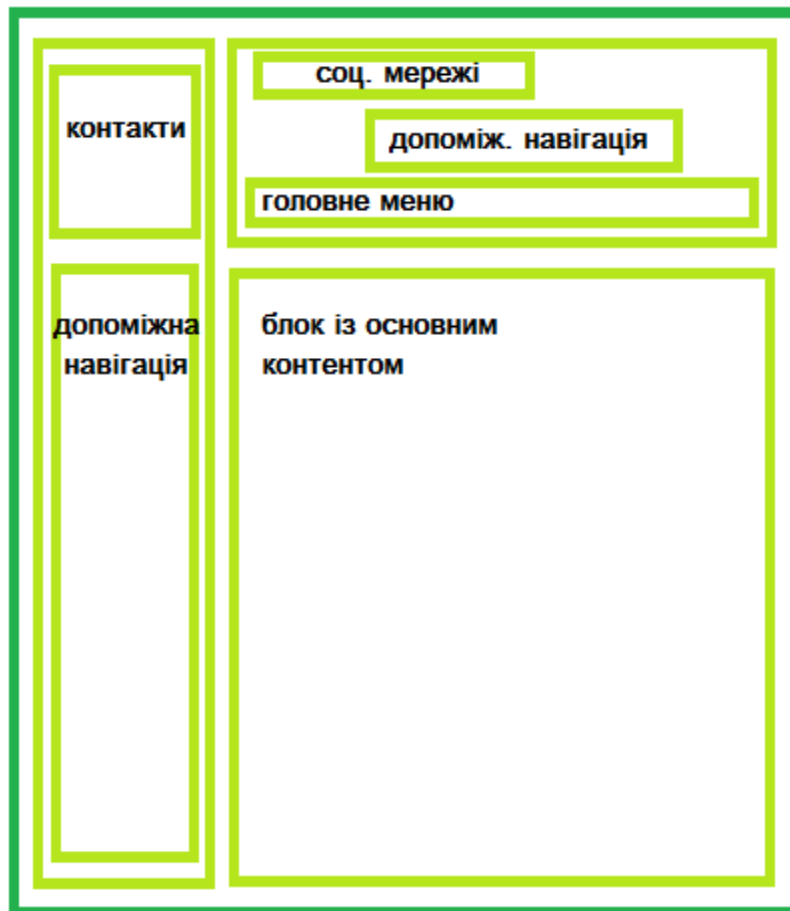 контакти
допоміжна
навігація
соц. мережі
допоміж. навігація
головне меню
блок із основним
контентом